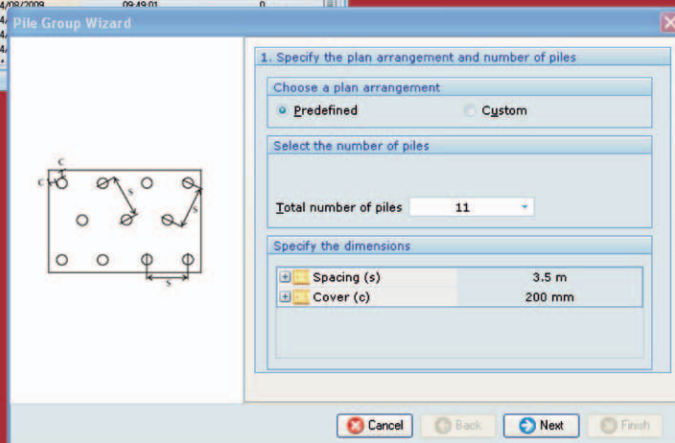 4/08/2009 09:49:01 0
Pile Group Wizard
1. Specify the plan arrangement and number of piles
Choose a plan arrangement
Predefined Custom
Select the number of piles
Total number of piles 11
Specify the dimensions
Spacing (s) 3.5 m
Cover (c) 200 mm
c
c
s
s
s
Cancel Back Next Finish